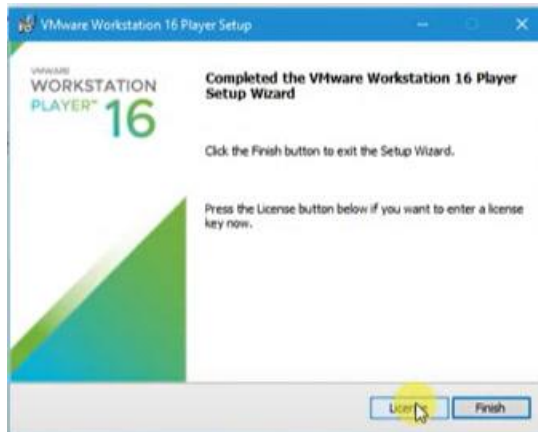 VMware Workstation 16 Player Setup
VMWARE
WORKSTATION
PLAYER™ 16
Completed the VMware Workstation 16 Player
Setup Wizard
Click the Finish button to exit the Setup Wizard.
Press the License button below if you want to enter a license
key now.
License
Finish